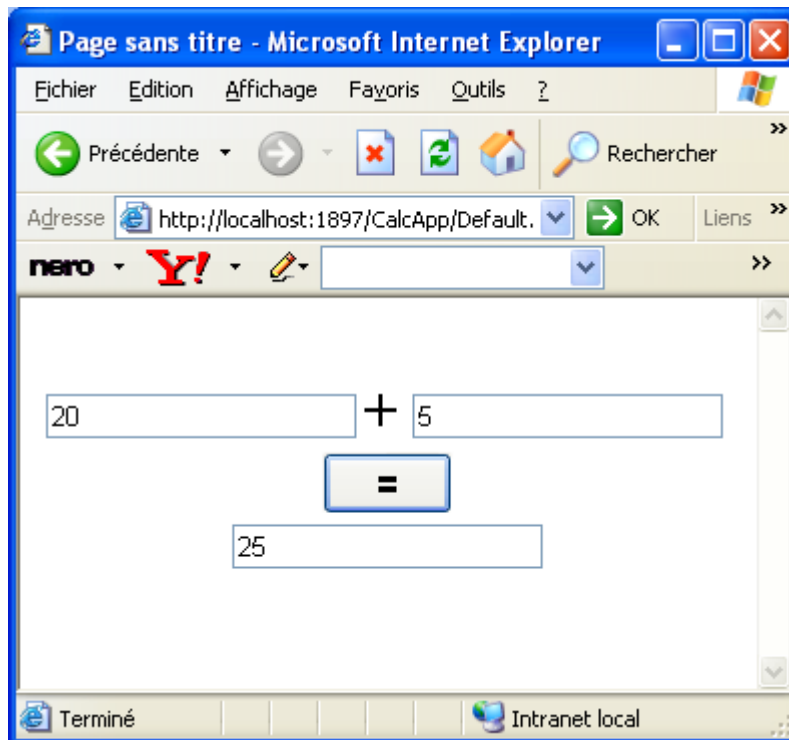 Page sans titre - Microsoft Internet Explorer
Fichier Edition Affichage Favoris Outils ?
Précédente Rechercher »
Adresse http://localhost:1897/CalcApp/Default. OK Liens »
nero Y! »
20 + 5
=
25
Terminé Intranet local